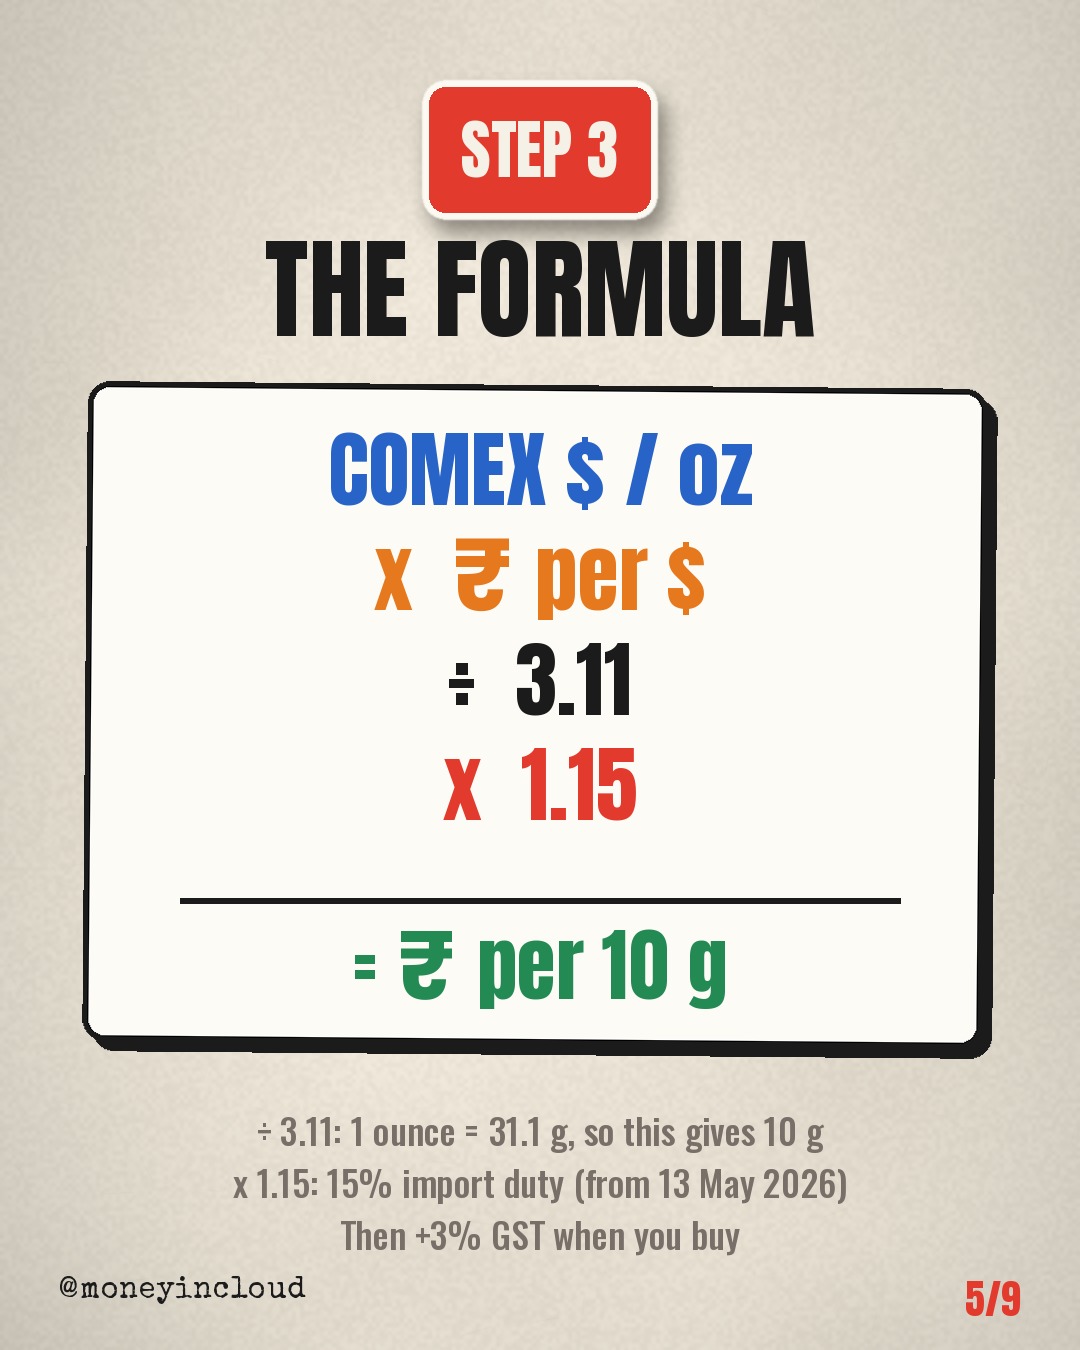 STEP 3
THE FORMULA
COMEX $ / oz
x ₹ per $
÷ 3.11
x 1.15
= ₹ per 10 g
÷ 3.11: 1 ounce = 31.1 g, so this gives 10 g
x 1.15: 15% import duty (from 13 May 2026)
Then +3% GST when you buy
@moneyincloud
5/9